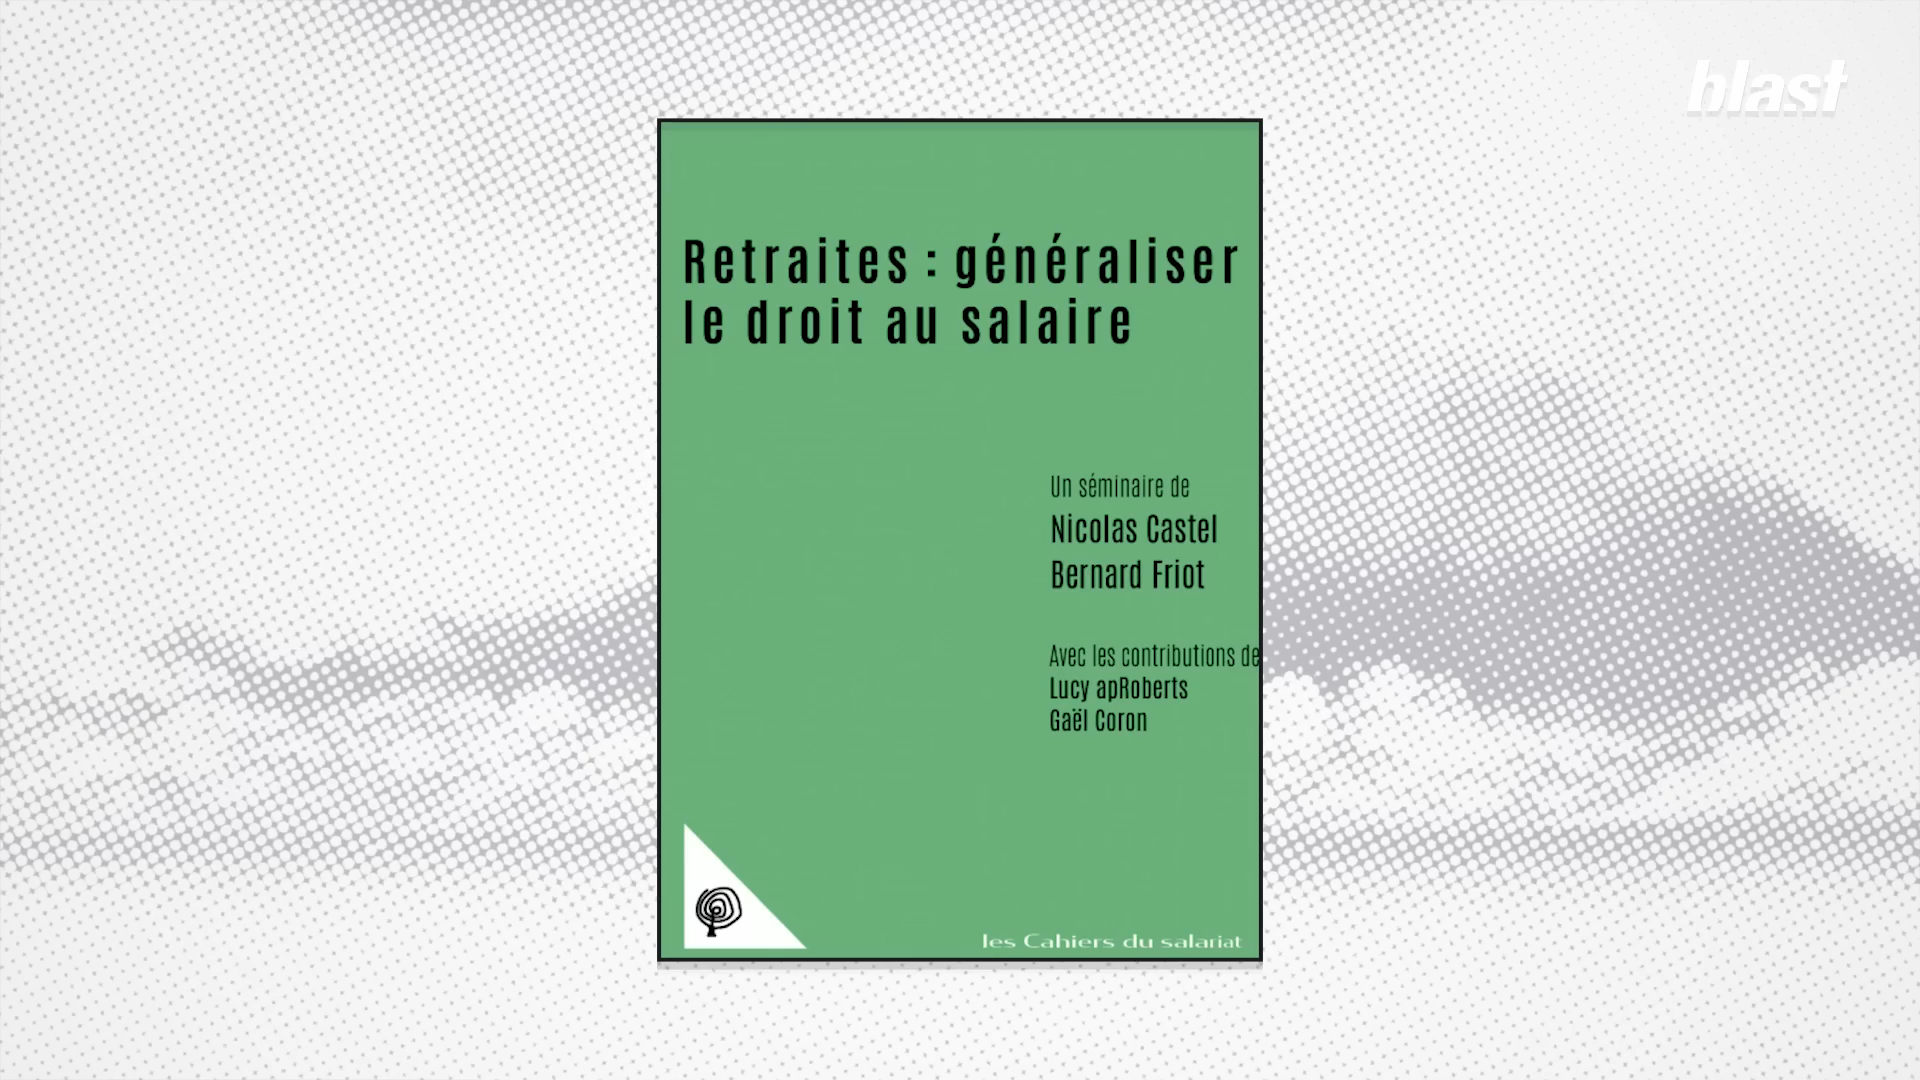 blast
Retraites : généraliser
le droit au salaire
Un séminaire de
Nicolas Castel
Bernard Friot
Avec les contributions de
Lucy apRoberts
Gaël Coron
les Cahiers du salariat